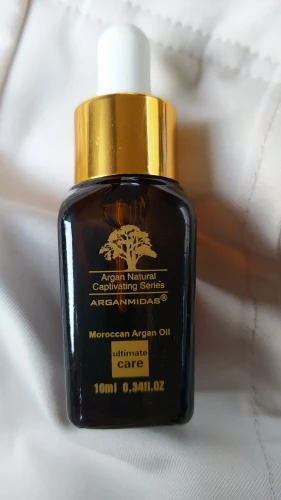 Argan Natural
Captivating Series
ARGANMIDAS®
Moroccan Argan Oil
ultimate
care
10ml 0.34fl.OZ